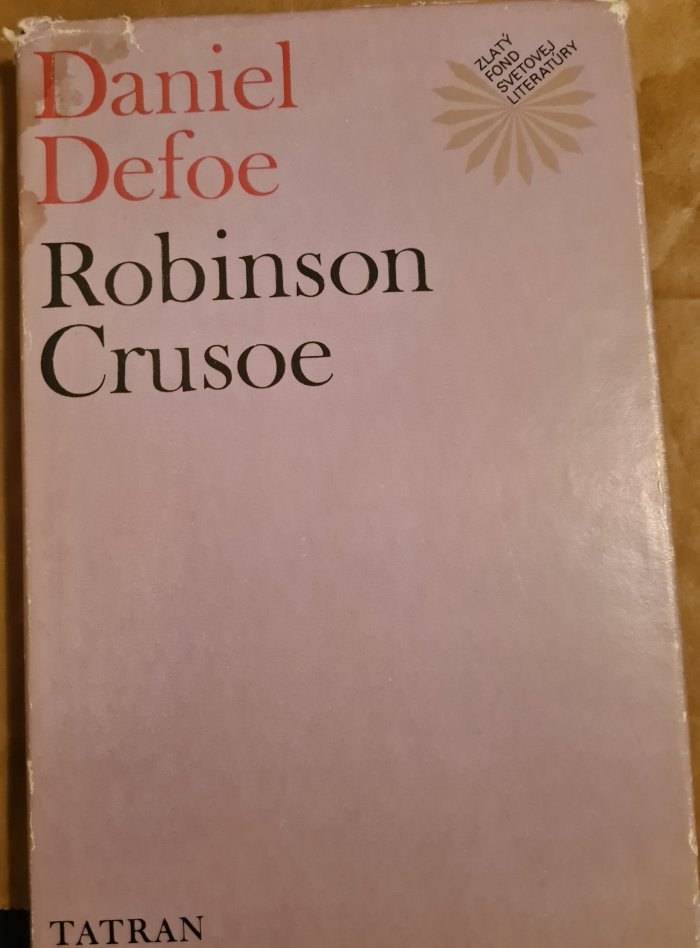 Daniel
Defoe
Robinson
Crusoe
ZLATÝ
FOND
SVETOVEJ
LITERATÚRY
TATRAN